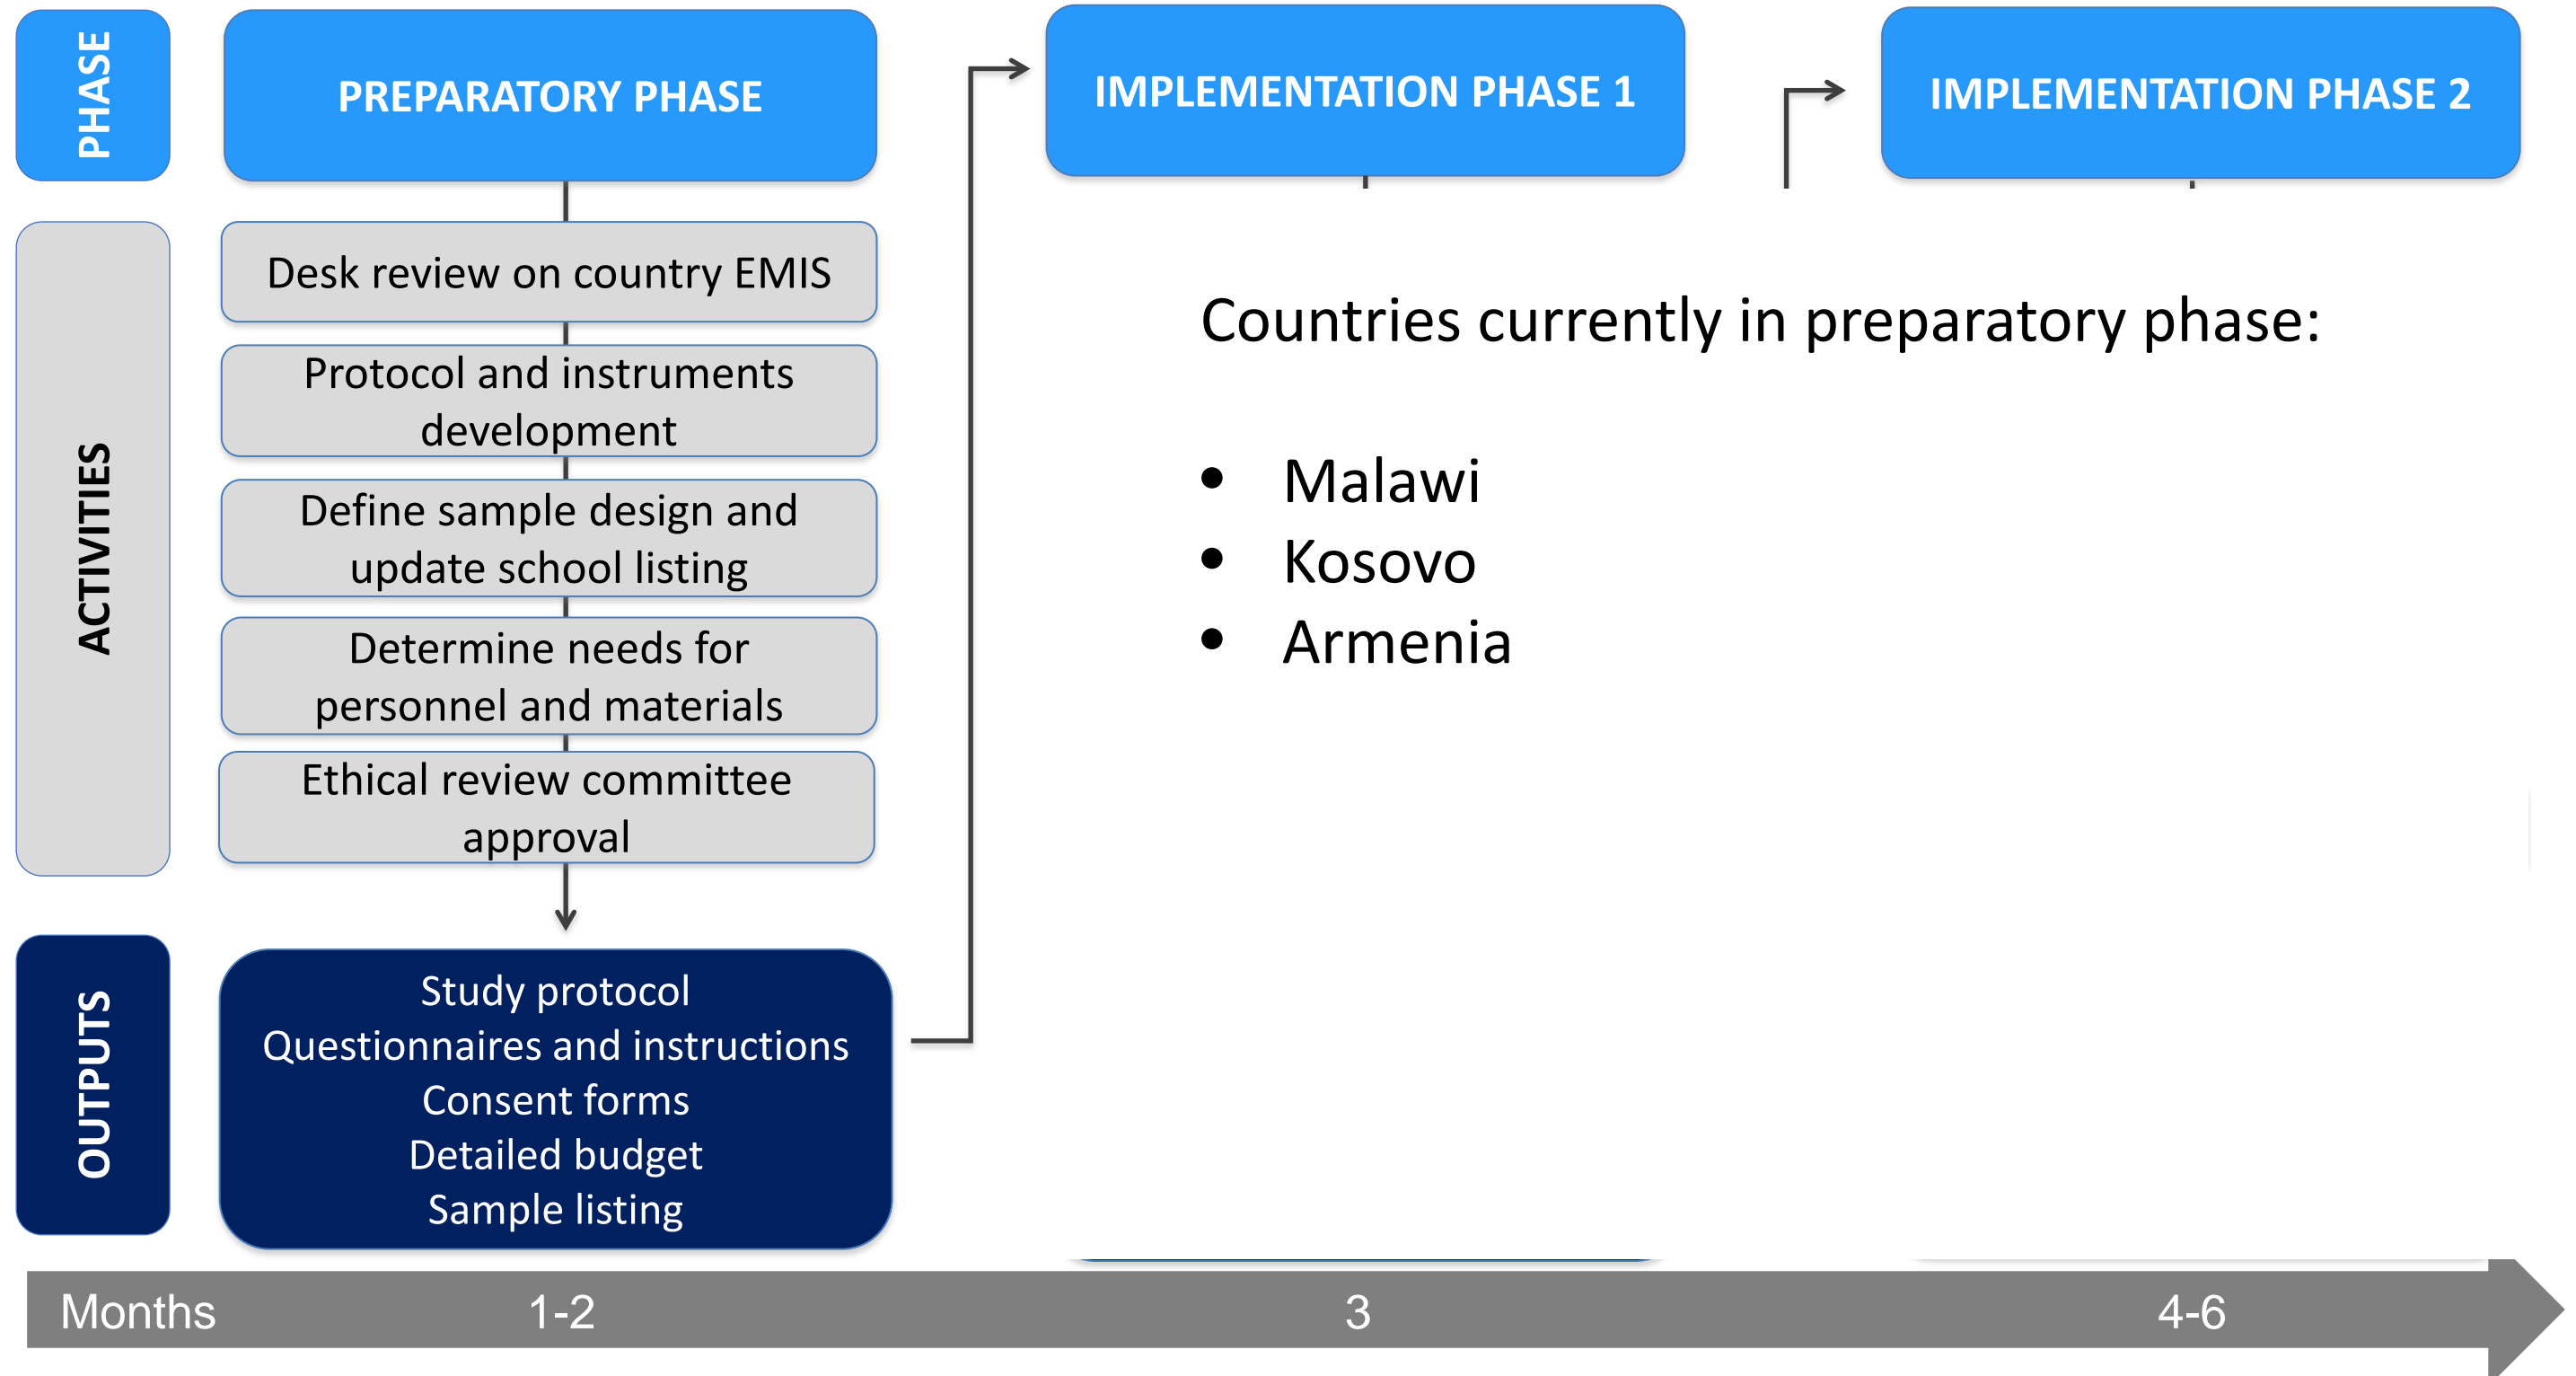 PHASE
PREPARATORY PHASE
IMPLEMENTATION PHASE 1
IMPLEMENTATION PHASE 2
ACTIVITIES
Desk review on country EMIS
Protocol and instruments
development
Define sample design and
update school listing
Determine needs for
personnel and materials
Ethical review committee
approval
Countries currently in preparatory phase:
• Malawi
• Kosovo
• Armenia
OUTPUTS
Study protocol
Questionnaires and instructions
Consent forms
Detailed budget
Sample listing
Months 1-2 3 4-6